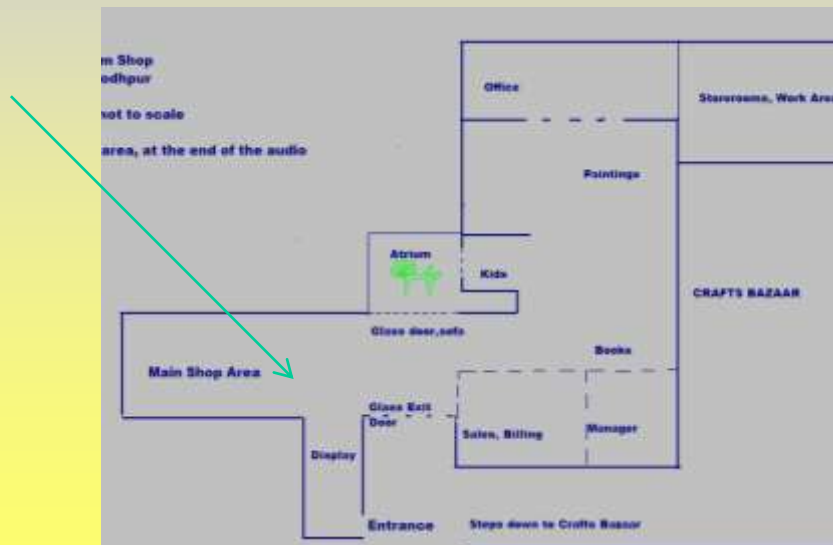 m Shop
odhpur
not to scale
area, at the end of the audio
Office
Storerooms, Work Area
Paintings
Atrium
Kids
CRAFTS BAZAAR
Glass door,sofa
Books
Main Shop Area
Glass Exit
Door
Sales, Billing
Manager
Display
Entrance
Steps down to Crafts Bazaar